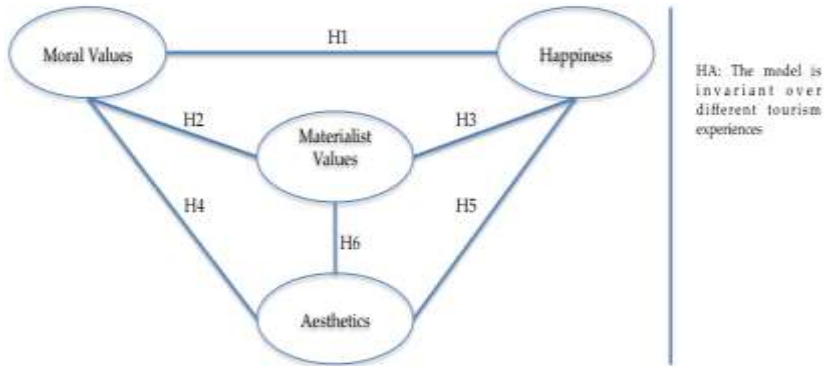 H1
Moral Values
Happiness
HA: The model is
invariant over
different tourism
experiences
H2
H3
Materialist
Values
H4
H5
H6
Aesthetics